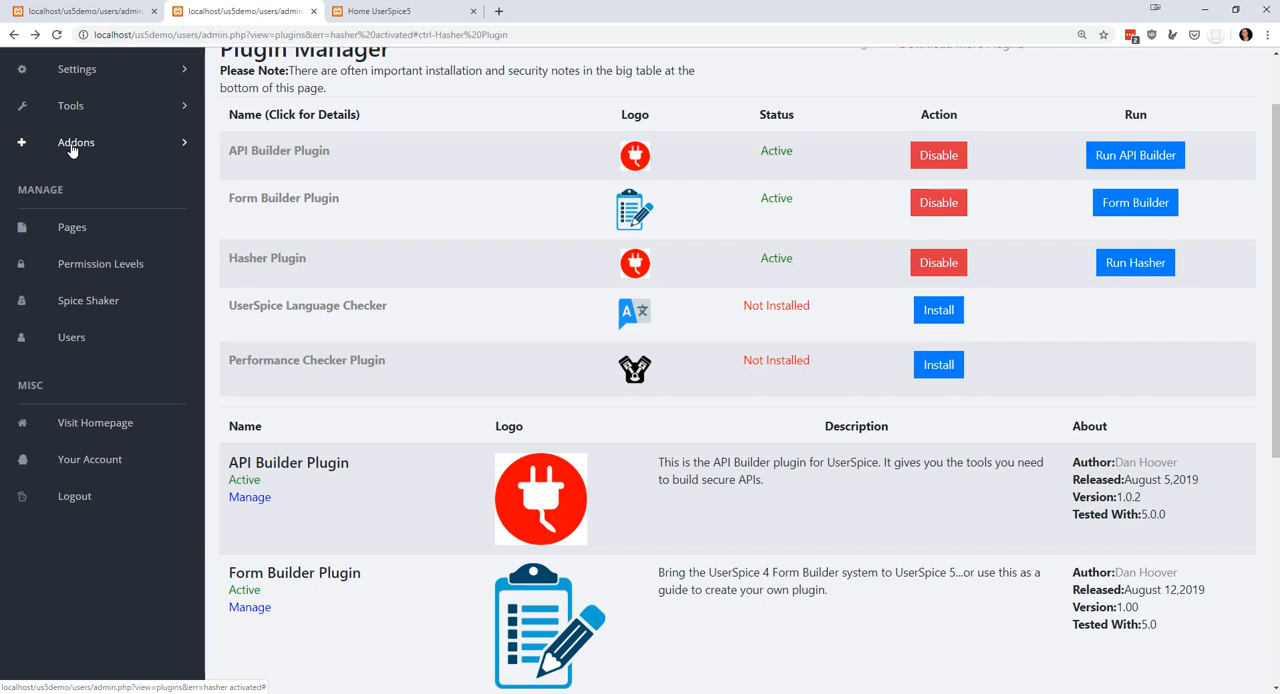 localhost/us5demo/users/admin.
localhost/us5demo/users/admin.
Home UserSpice5
localhost/us5demo/users/admin.php?view=plugins&err=hasher%20activated#ctrl-Hasher%20Plugin
2
Settings
Tools
Addons
MANAGE
Pages
Permission Levels
Spice Shaker
Users
MISC
Visit Homepage
Your Account
Logout
Plugin Manager
Please Note:There are often important installation and security notes in the big table at the
bottom of this page.
Name (Click for Details) Logo Status Action Run
API Builder Plugin Active Disable Run API Builder
Form Builder Plugin Active Disable Form Builder
Hasher Plugin Active Disable Run Hasher
UserSpice Language Checker Not Installed Install
Performance Checker Plugin Not Installed Install
Name Logo Description About
API Builder Plugin
Active
Manage
This is the API Builder plugin for UserSpice. It gives you the tools you need
to build secure APIs.
Author:Dan Hoover
Released:August 5,2019
Version:1.0.2
Tested With:5.0.0
Form Builder Plugin
Active
Manage
Bring the UserSpice 4 Form Builder system to UserSpice 5...or use this as a
guide to create your own plugin.
Author:Dan Hoover
Released:August 12,2019
Version:1.00
Tested With:5.0
localhost/us5demo/users/admin.php?view=plugins&err=hasher activated#